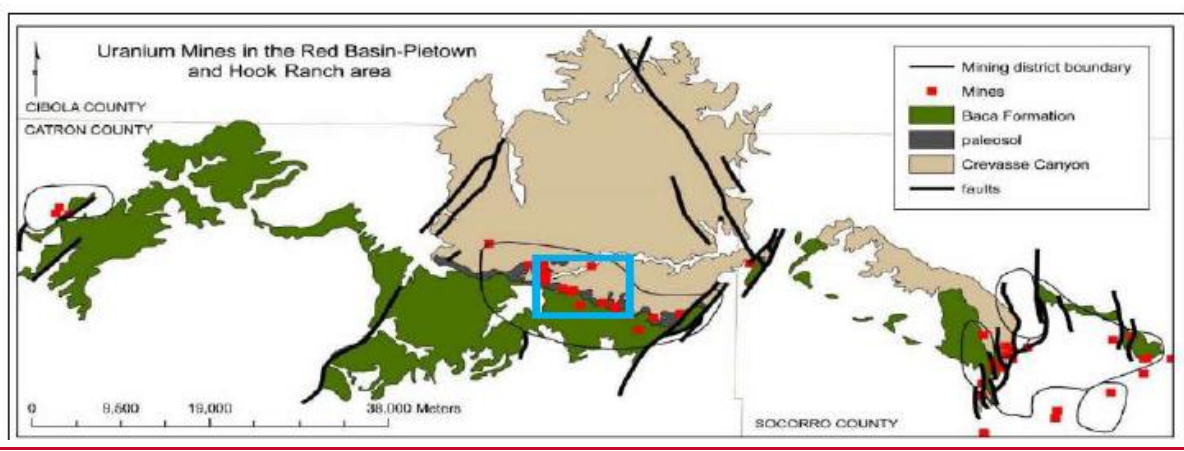 Uranium Mines in the Red Basin-Pietown
and Hook Ranch area
CIBOLA COUNTY
CATRON COUNTY
Mining district boundary
Mines
Baca Formation
paleosol
Crevasse Canyon
faults
0 9,500 19,000 38,000 Meters
SOCORRO COUNTY